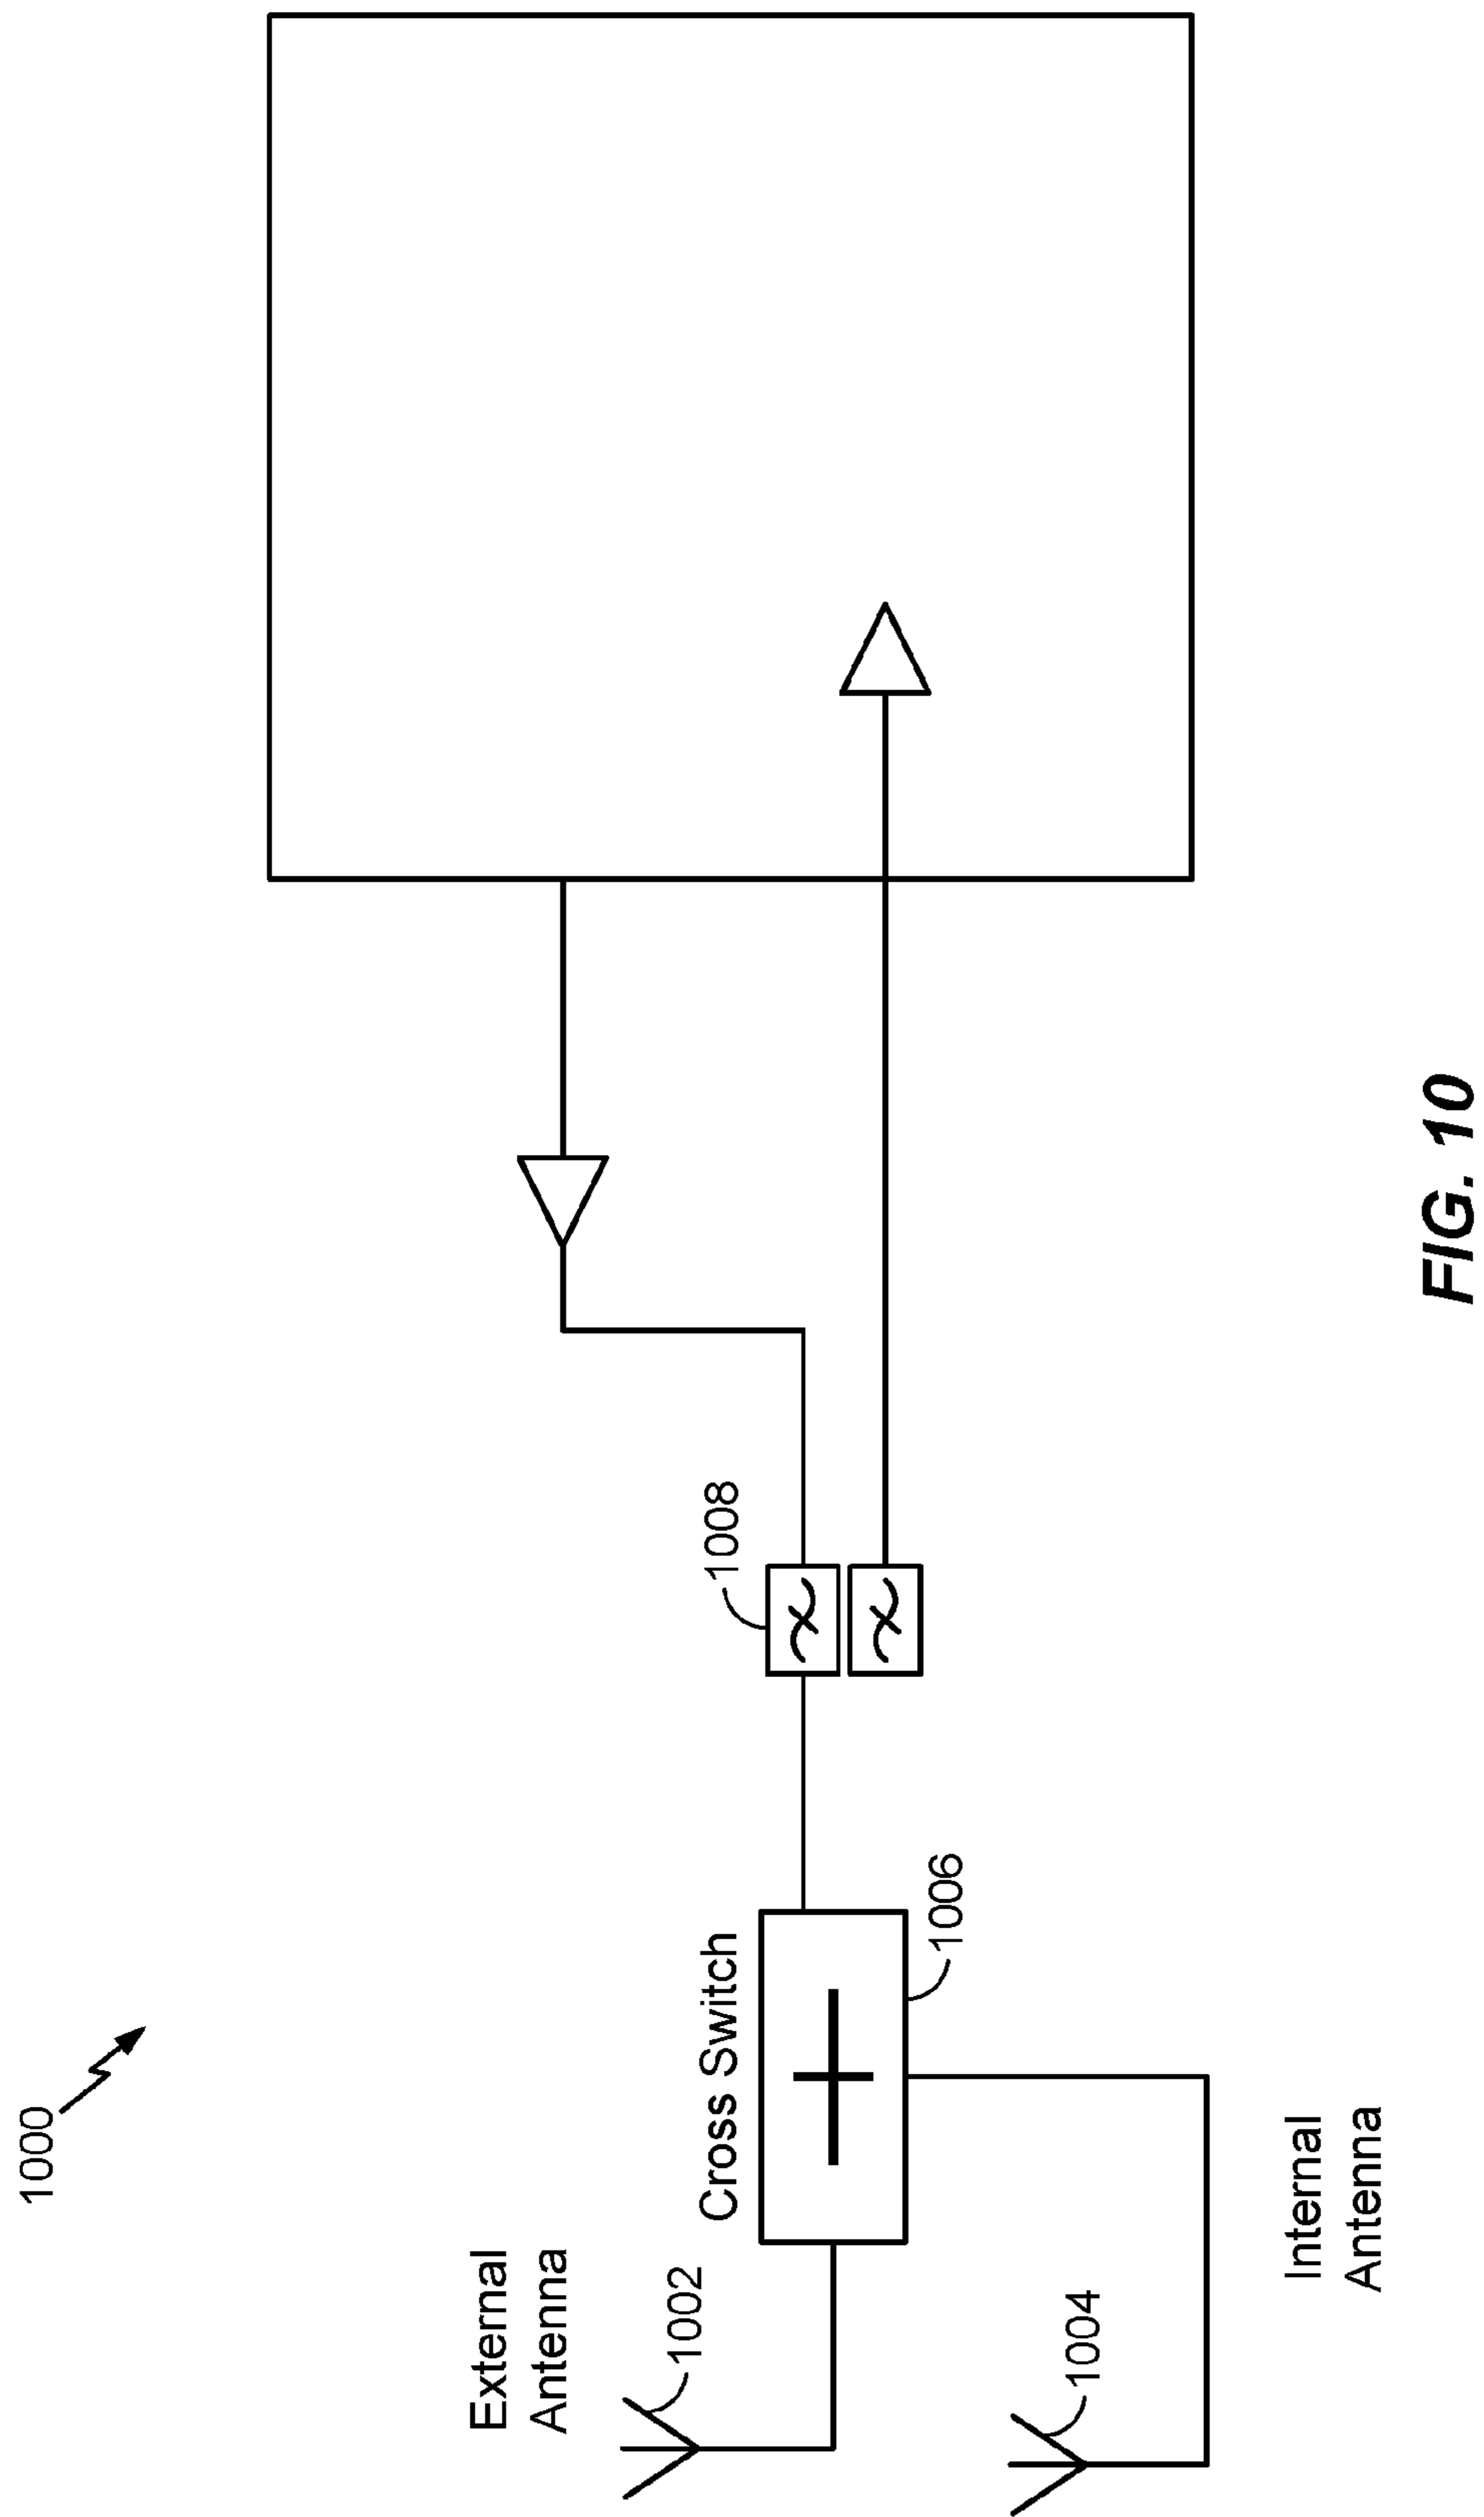 1000
External
Antenna
1002
Cross Switch
1008
1006
1004
Internal
Antenna
FIG. 10